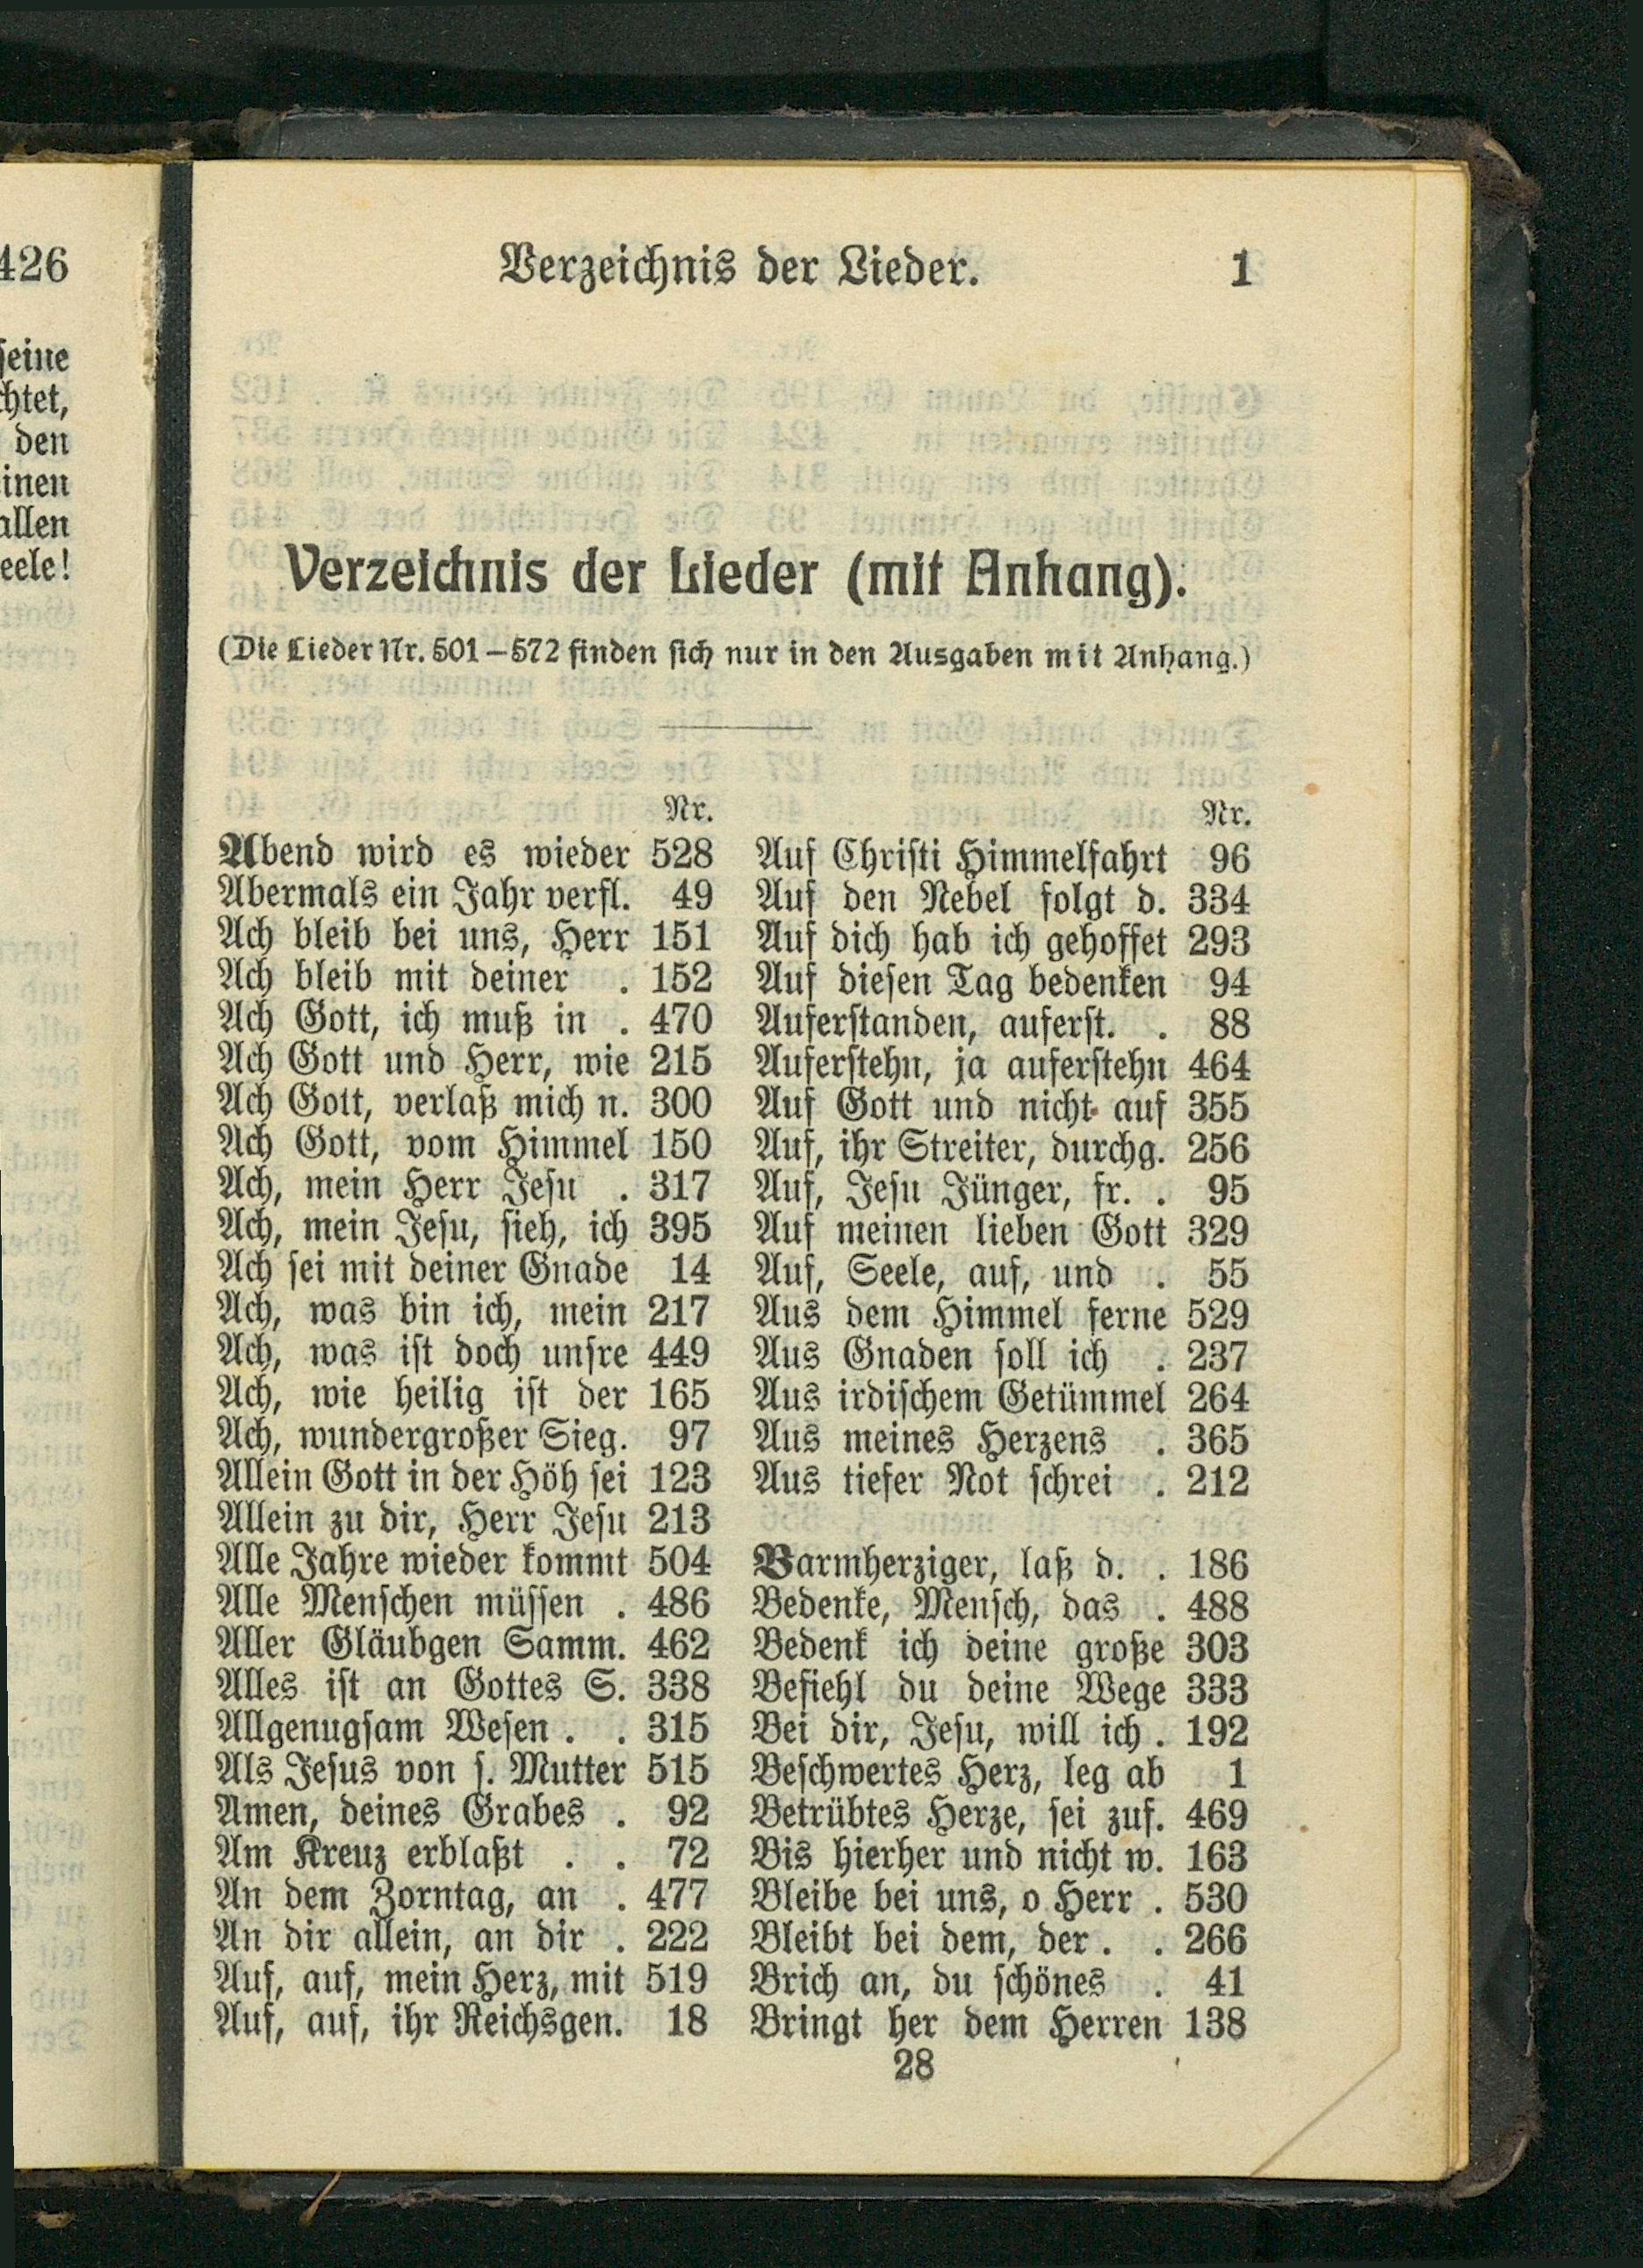 426
seine
chtet,
den
inen
allen
eele!
Verzeichnis der Lieder. 1
Verzeichnis der Lieder (mit Anhang).
(Die Lieder Nr. 501–572 finden sich nur in den Ausgaben mit Anhang.)
Nr.
Abend wird es wieder 528
Abermals ein Jahr verfl. 49
Ach bleib bei uns, Herr 151
Ach bleib mit deiner . 152
Ach Gott, ich muß in . 470
Ach Gott und Herr, wie 215
Ach Gott, verlaß mich n. 300
Ach Gott, vom Himmel 150
Ach, mein Herr Jesu . 317
Ach, mein Jesu, sieh, ich 395
Ach sei mit deiner Gnade 14
Ach, was bin ich, mein 217
Ach, was ist doch unsre 449
Ach, wie heilig ist der 165
Ach, wundergroßer Sieg. 97
Allein Gott in der Höh sei 123
Allein zu dir, Herr Jesu 213
Alle Jahre wieder kommt 504
Alle Menschen müssen . 486
Aller Gläubgen Samm. 462
Alles ist an Gottes S. 338
Allgenugsam Wesen . . 315
Als Jesus von s. Mutter 515
Amen, deines Grabes . 92
Am Kreuz erblaßt . . 72
An dem Zorntag, an . 477
An dir allein, an dir . 222
Auf, auf, mein Herz, mit 519
Auf, auf, ihr Reichsgen. 18
Nr.
Auf Christi Himmelfahrt 96
Auf den Nebel folgt d. 334
Auf dich hab ich gehoffet 293
Auf diesen Tag bedenken 94
Auferstanden, auferst. . 88
Auferstehn, ja auferstehn 464
Auf Gott und nicht auf 355
Auf, ihr Streiter, durchg. 256
Auf, Jesu Jünger, fr. . 95
Auf meinen lieben Gott 329
Auf, Seele, auf, und . 55
Aus dem Himmel ferne 529
Aus Gnaden soll ich . 237
Aus irdischem Getümmel 264
Aus meines Herzens . 365
Aus tiefer Not schrei . 212
Barmherziger, laß d. . 186
Bedenke, Mensch, das . 488
Bedenk ich deine große 303
Befiehl du deine Wege 333
Bei dir, Jesu, will ich . 192
Beschwertes Herz, leg ab 1
Betrübtes Herze, sei zuf. 469
Bis hierher und nicht w. 163
Bleibe bei uns, o Herr . 530
Bleibt bei dem, der . . 266
Brich an, du schönes . 41
Bringt her dem Herren 138
28